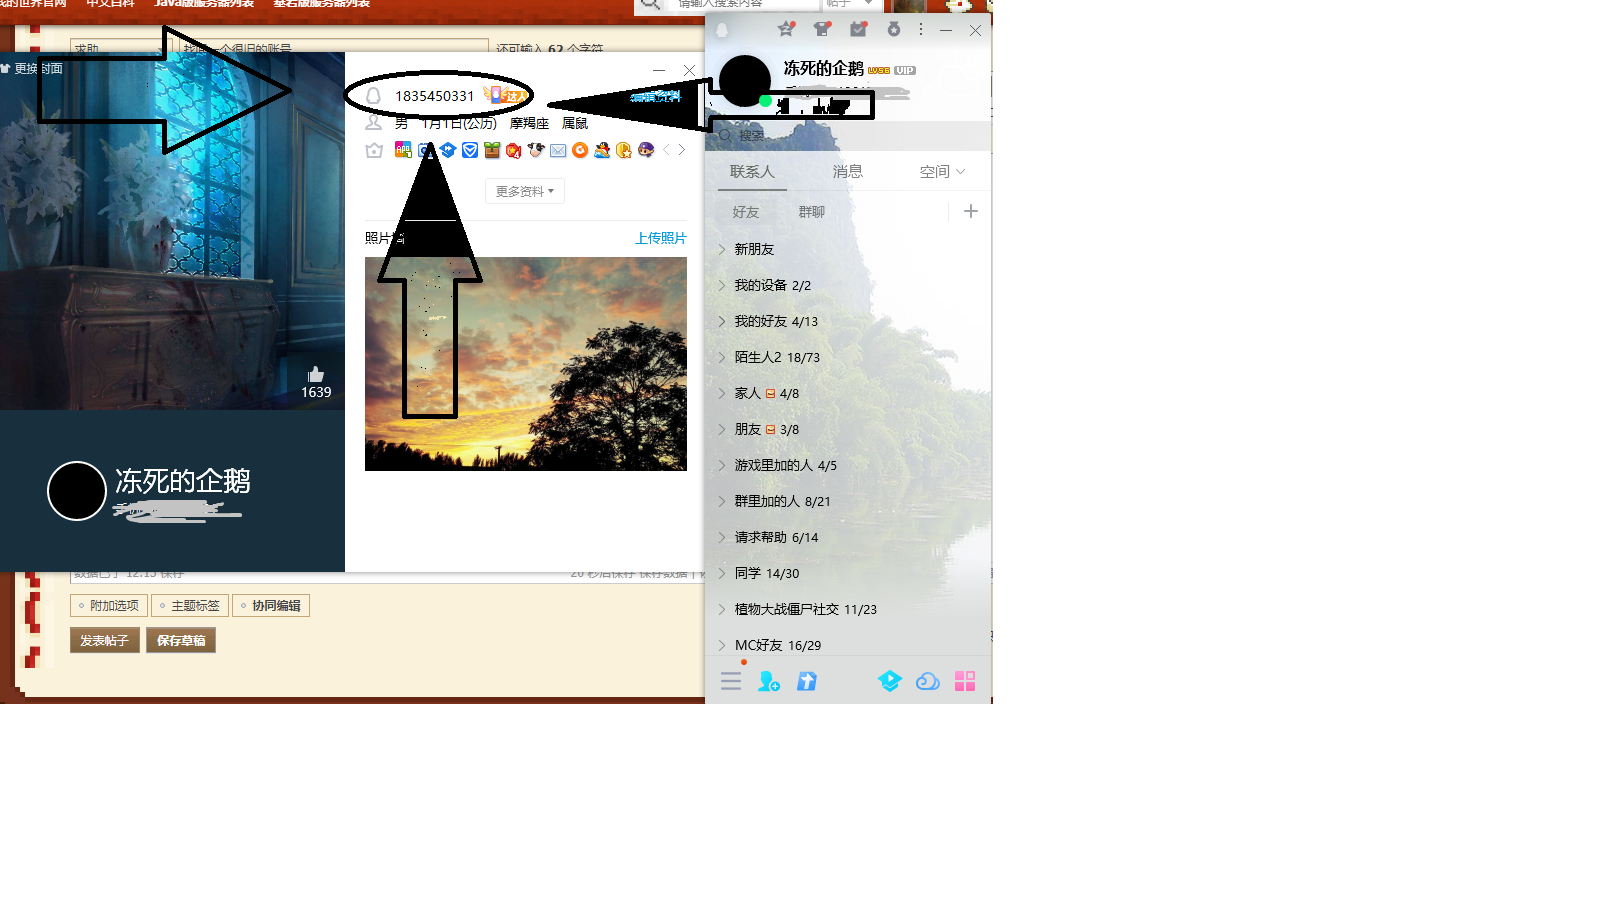 我的世界官网 中文百科 Java版服务器列表 基岩版服务器列表
请输入搜索内容 帖子
求助 找回一个很旧的账号 还可输入 62 个字符
更换封面
1639
冻死的企鹅
1835450331
编辑资料
男 1月1日(公历) 摩羯座 属鼠
更多资料
照片 上传照片
冻死的企鹅 LV56 VIP
搜索
联系人 消息 空间
好友 群聊
新朋友
我的设备 2/2
我的好友 4/13
陌生人2 18/73
家人 4/8
朋友 3/8
游戏里加的人 4/5
群里加的人 8/21
请求帮助 6/14
同学 14/30
植物大战僵尸社交 11/23
MC好友 16/29
数据已于 12:15 保存 20 秒后保存 保存数据 |
附加选项 主题标签 协同编辑
发表帖子 保存草稿